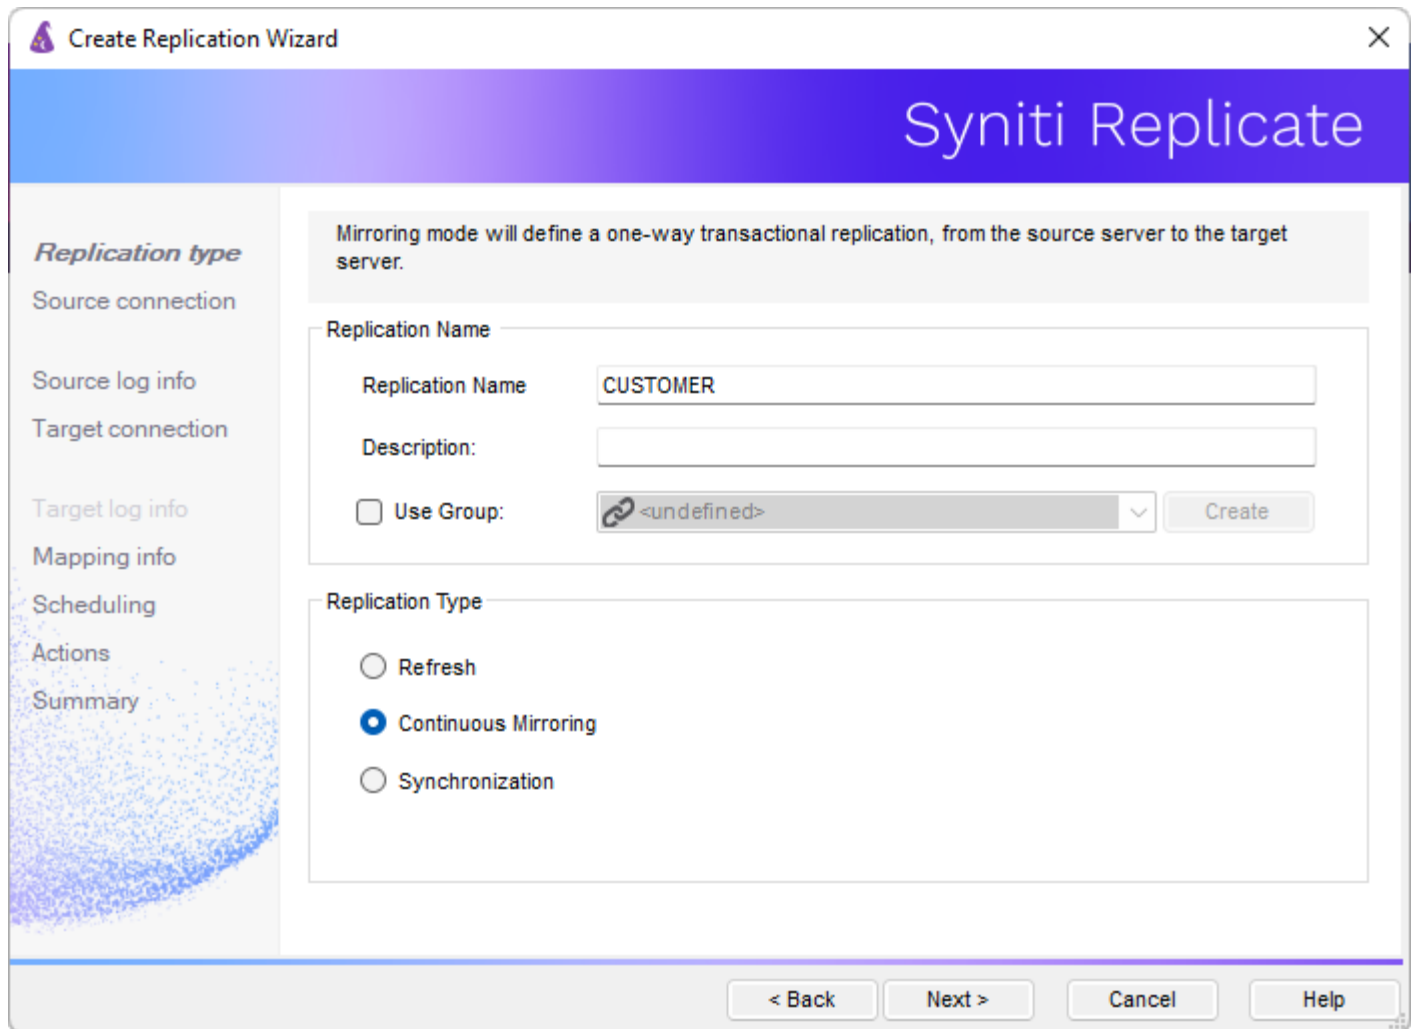 Create Replication Wizard
Syniti Replicate
Replication type
Source connection
Source log info
Target connection
Target log info
Mapping info
Scheduling
Actions
Summary
Mirroring mode will define a one-way transactional replication, from the source server to the target
server.
Replication Name
Replication Name CUSTOMER
Description:
Use Group: <undefined> Create
Replication Type
Refresh
Continuous Mirroring
Synchronization
< Back Next > Cancel Help